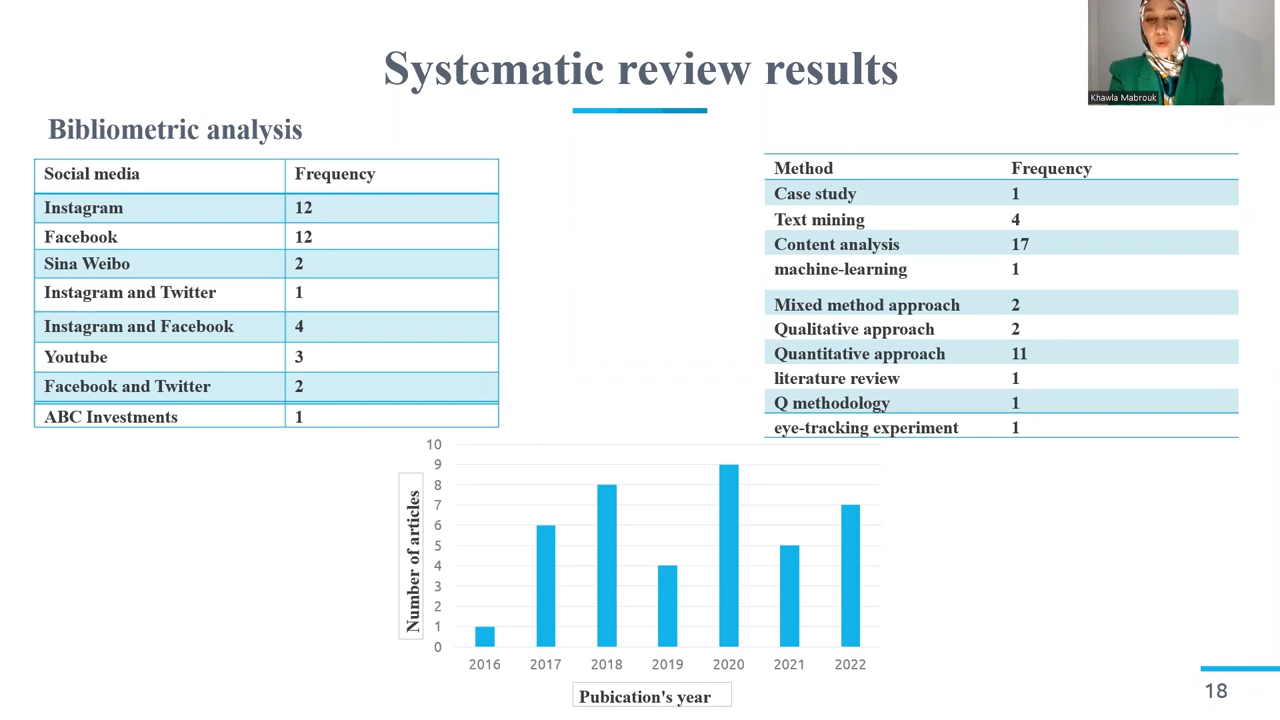 Systematic review results
Khawla Mabrouk
Bibliometric analysis
Social media Frequency
Instagram 12
Facebook 12
Sina Weibo 2
Instagram and Twitter 1
Instagram and Facebook 4
Youtube 3
Facebook and Twitter 2
ABC Investments 1
Method Frequency
Case study 1
Text mining 4
Content analysis 17
machine-learning 1
Mixed method approach 2
Qualitative approach 2
Quantitative approach 11
literature review 1
Q methodology 1
eye-tracking experiment 1
Number of articles
10
9
8
7
6
5
4
3
2
1
0
2016 2017 2018 2019 2020 2021 2022
Pubication's year
18